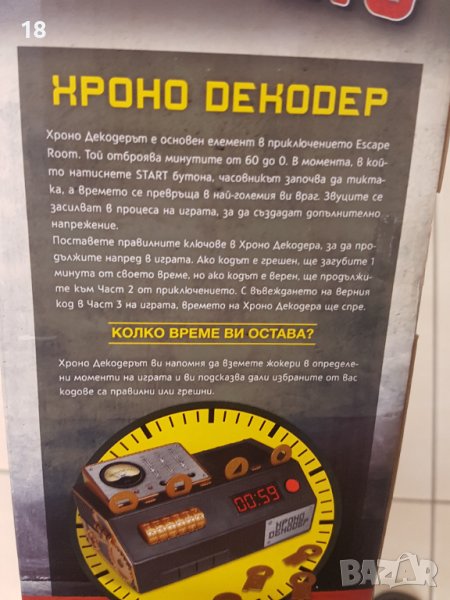 18
ХРОНО ДЕКОДЕР
Хроно Декодерът е основен елемент в приключението Escape
Room. Той отброява минутите от 60 до 0. В момента, в кой-
то натиснете START бутона, часовникът започва да тикта-
ка, а времето се превръща в най-големия ви враг. Звуците се
засилват в процеса на играта, за да създадат допълнително
напрежение.
Поставете правилните ключове в Хроно Декодера, за да про-
дължите напред в играта. Ако кодът е грешен, ще загубите 1
минута от своето време, но ако кодът е верен, ще продължи-
те към Част 2 от приключението. С въвеждането на верния
код в Част 3 на играта, времето на Хроно Декодера ще спре.
КОЛКО ВРЕМЕ ВИ ОСТАВА?
Хроно Декодерът ви напомня да вземете жокери в определе-
ни моменти на играта и ви подсказва дали избраните от вас
кодове са правилни или грешни.
00:59
ХРОНО
ДЕКОДЕР
BAZAR